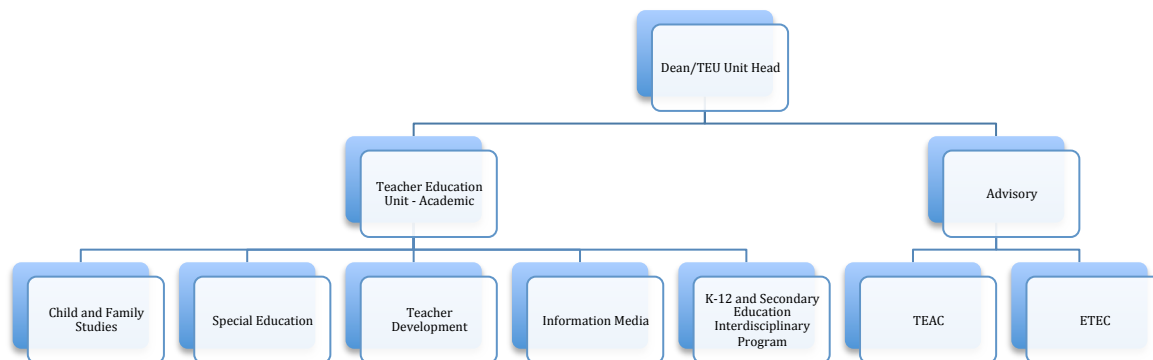 Dean/TEU Unit Head
Teacher Education
Unit - Academic
Advisory
Child and Family
Studies
Special Education
Teacher
Development
Information Media
K-12 and Secondary
Education
Interdisciplinary
Program
TEAC
ETEC